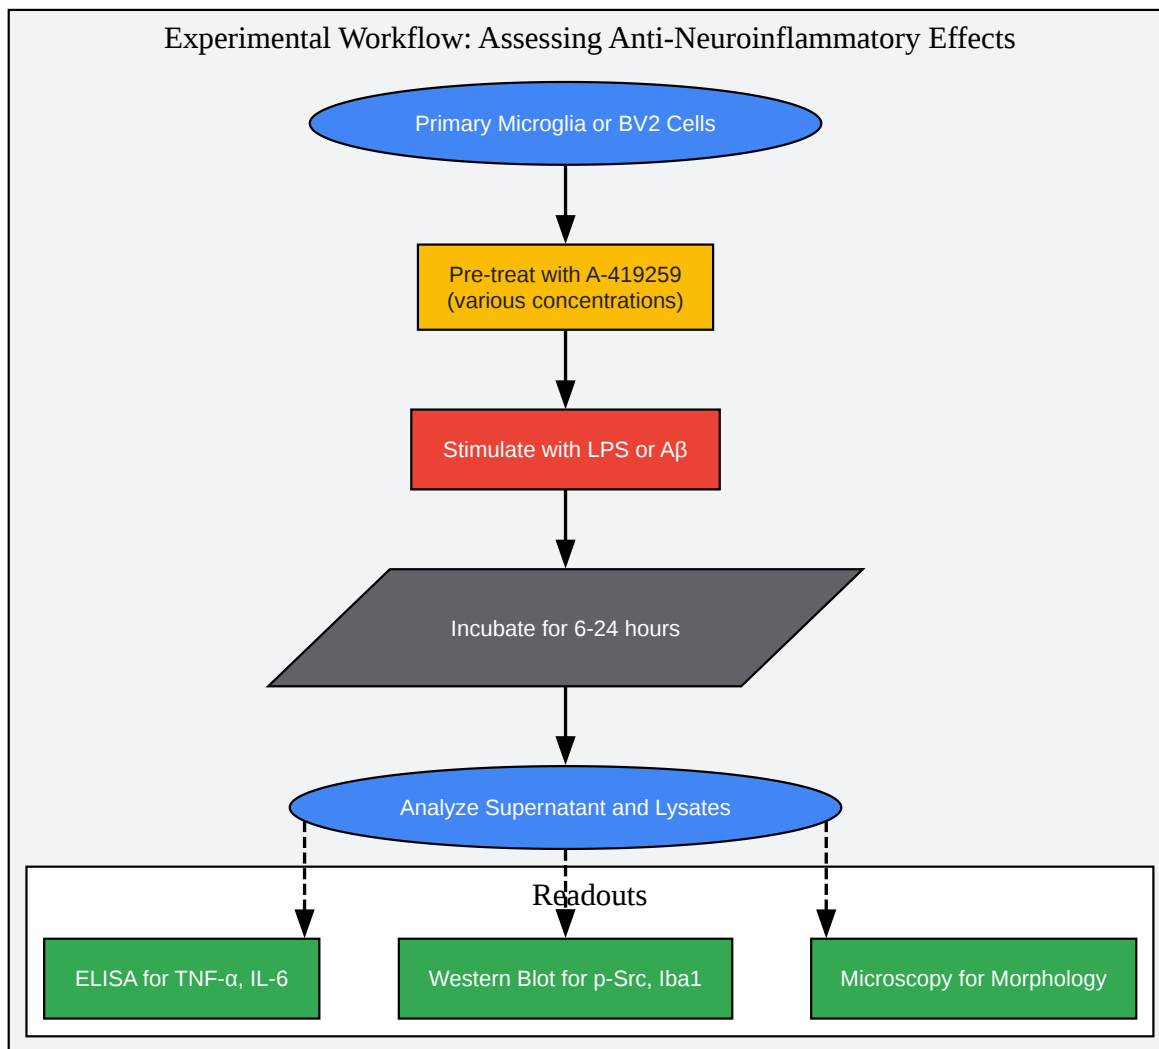 Experimental Workflow: Assessing Anti-Neuroinflammatory Effects
Primary Microglia or BV2 Cells
Pre-treat with A-419259
(various concentrations)
Stimulate with LPS or Aβ
Incubate for 6-24 hours
Analyze Supernatant and Lysates
Readouts
ELISA for TNF-α, IL-6
Western Blot for p-Src, Iba1
Microscopy for Morphology